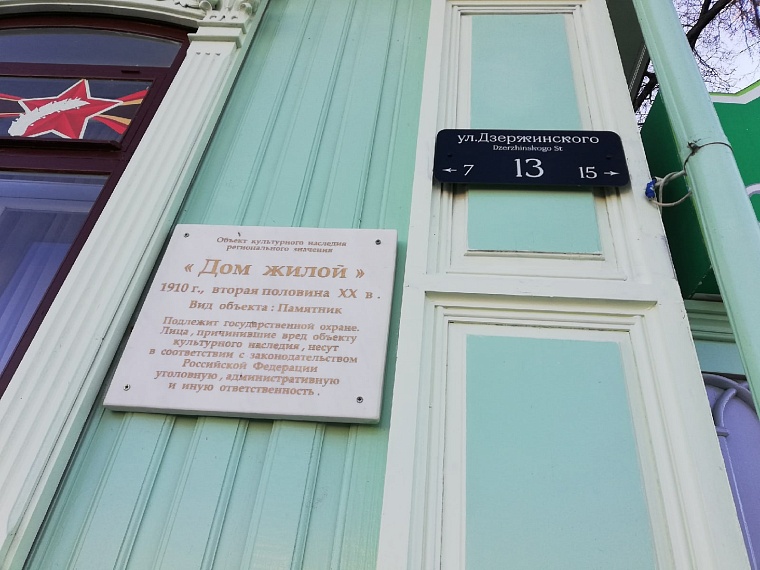 ул.Дзержинского
Dzerzhinskogo St
← 7 13 15 →
Объект культурного наследия
регионального значения
« Дом жилой »
1910 г., вторая половина XX в.
Вид объекта : Памятник
Подлежит государственной охране.
Лица, причинившие вред объекту
культурного наследия, несут
в соответствии с законодательством
Российской Федерации
уголовную, административную
и иную ответственность.